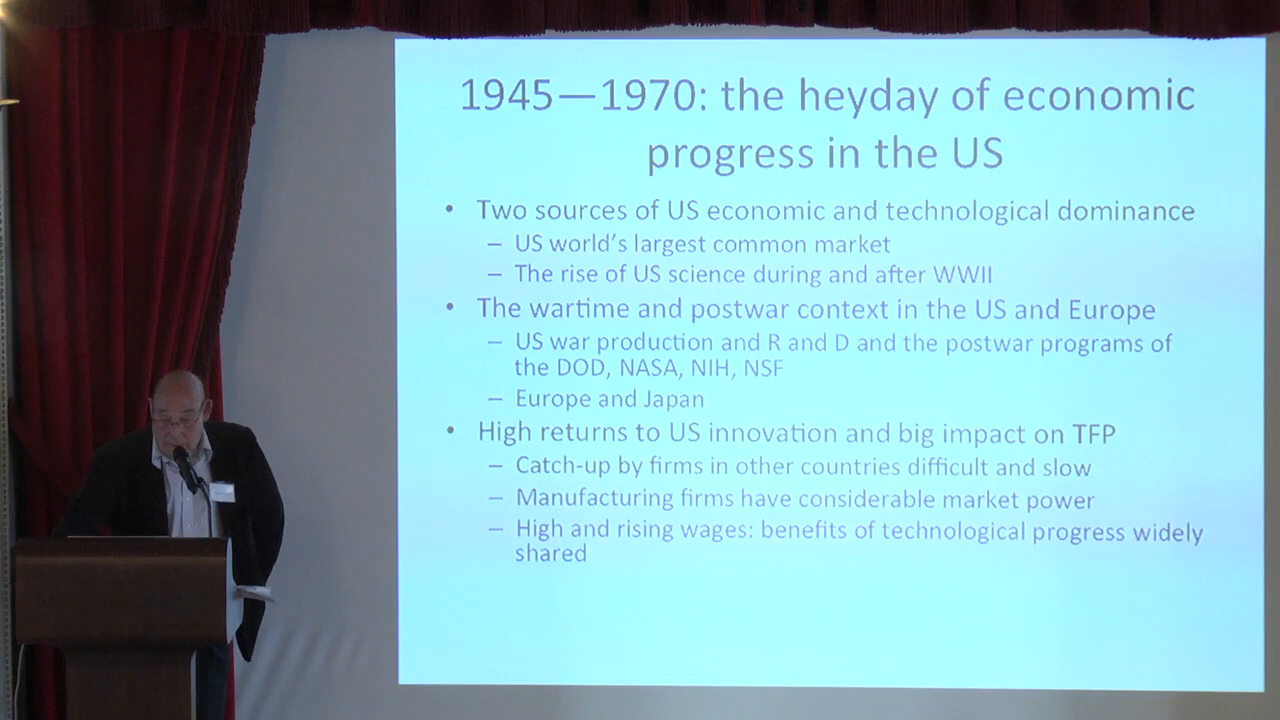 1945—1970: the heyday of economic
progress in the US
• Two sources of US economic and technological dominance
– US world's largest common market
– The rise of US science during and after WWII
• The wartime and postwar context in the US and Europe
– US war production and R and D and the postwar programs of
the DOD, NASA, NIH, NSF
– Europe and Japan
• High returns to US innovation and big impact on TFP
– Catch-up by firms in other countries difficult and slow
– Manufacturing firms have considerable market power
– High and rising wages: benefits of technological progress widely
shared